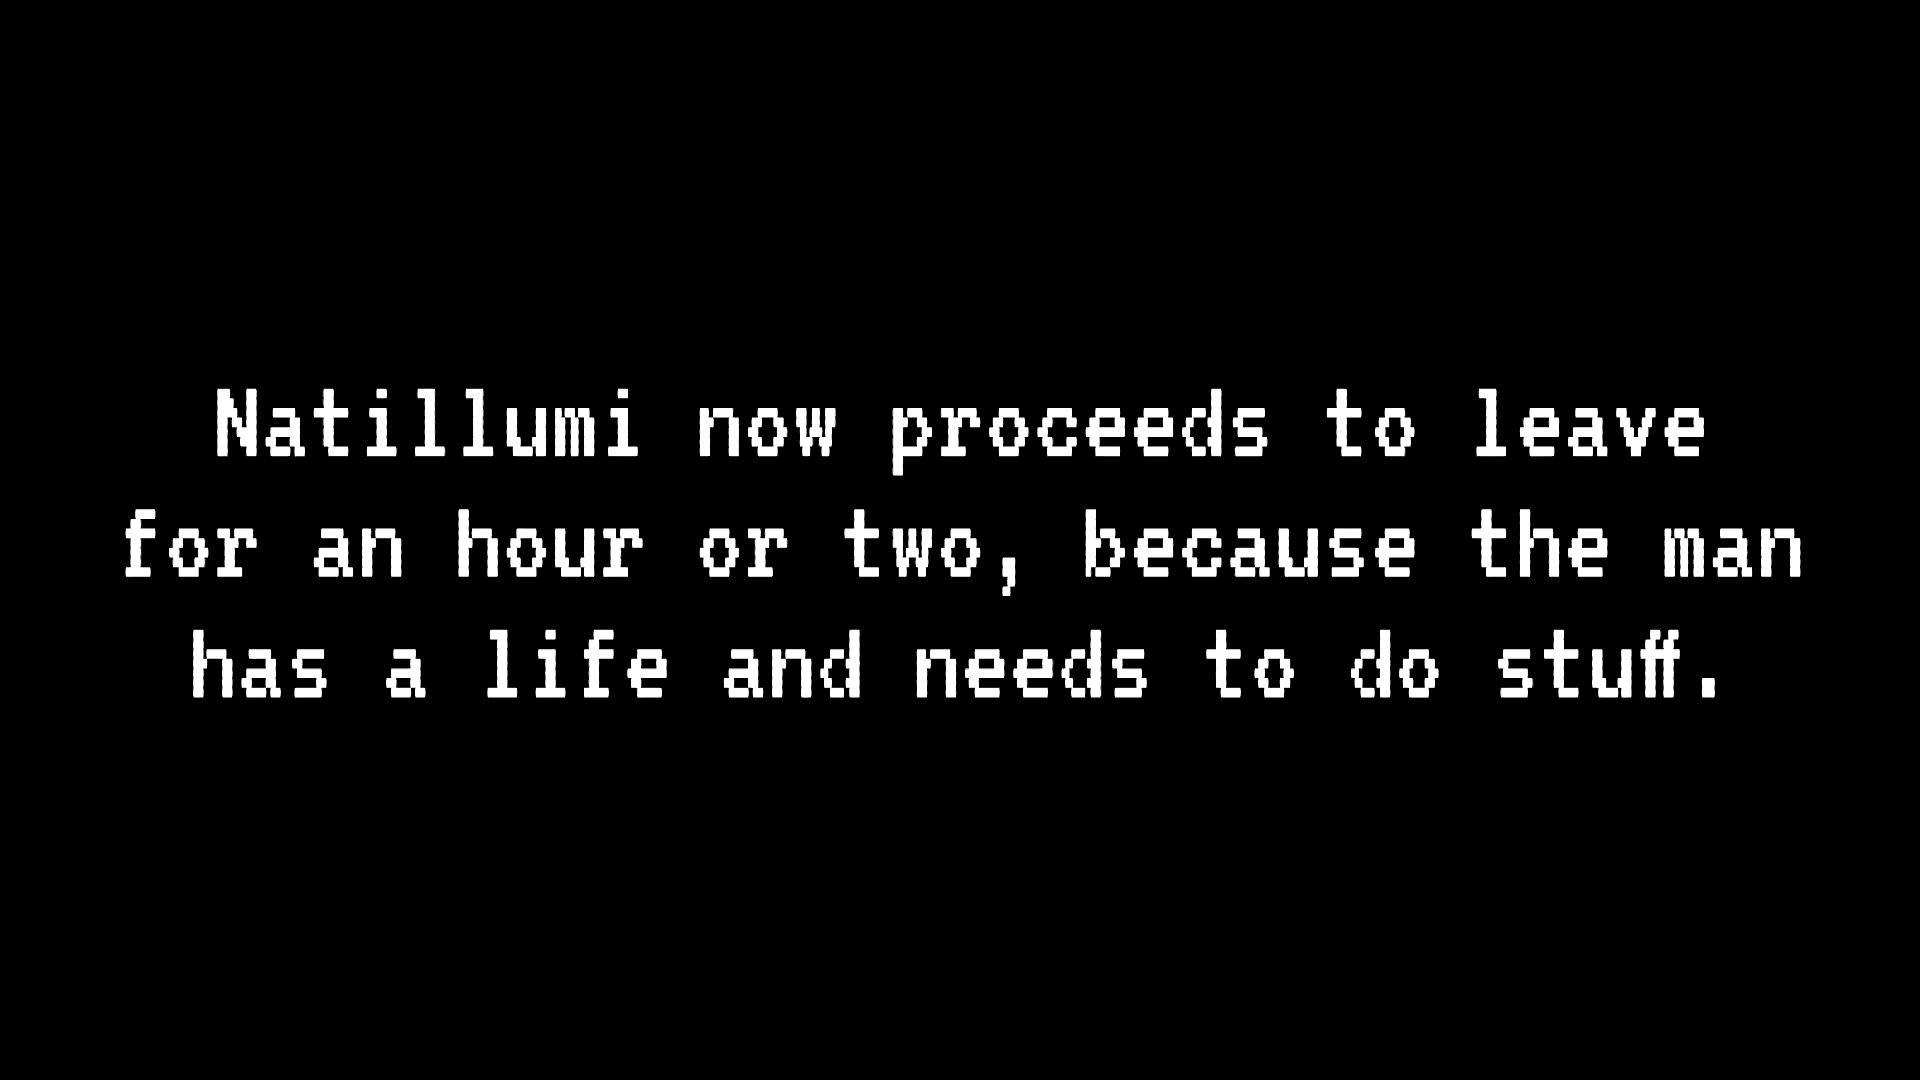 Natillumi now proceeds to leave
for an hour or two, because the man
has a life and needs to do stuff.